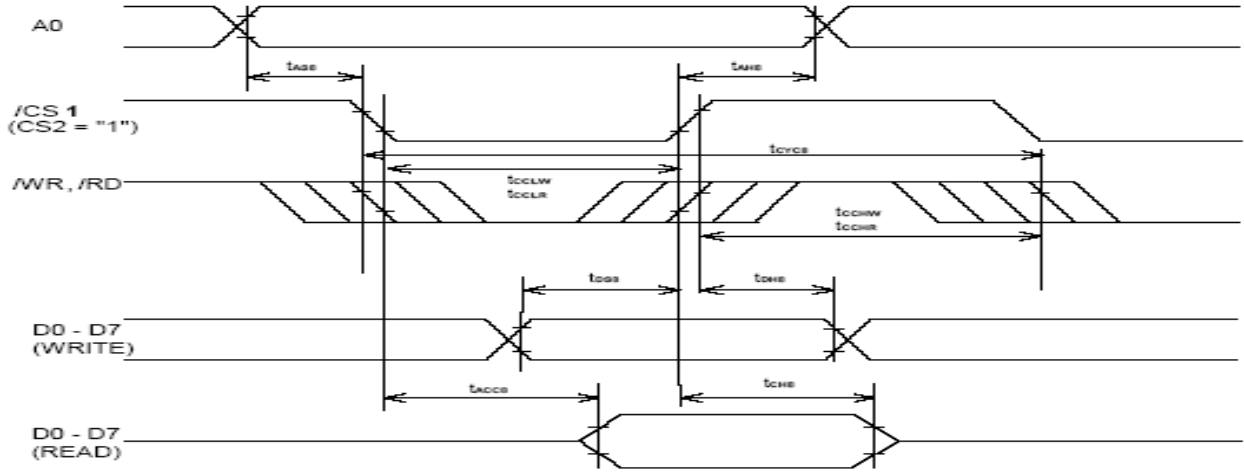 A0
tAS8
tAH8
/CS 1
(CS2 = "1")
tCYC8
/WR, /RD
tCCLW
tCCLR
tCCHW
tCCHR
tDS8
tDH8
D0 - D7
(WRITE)
tACC8
tCH8
D0 - D7
(READ)